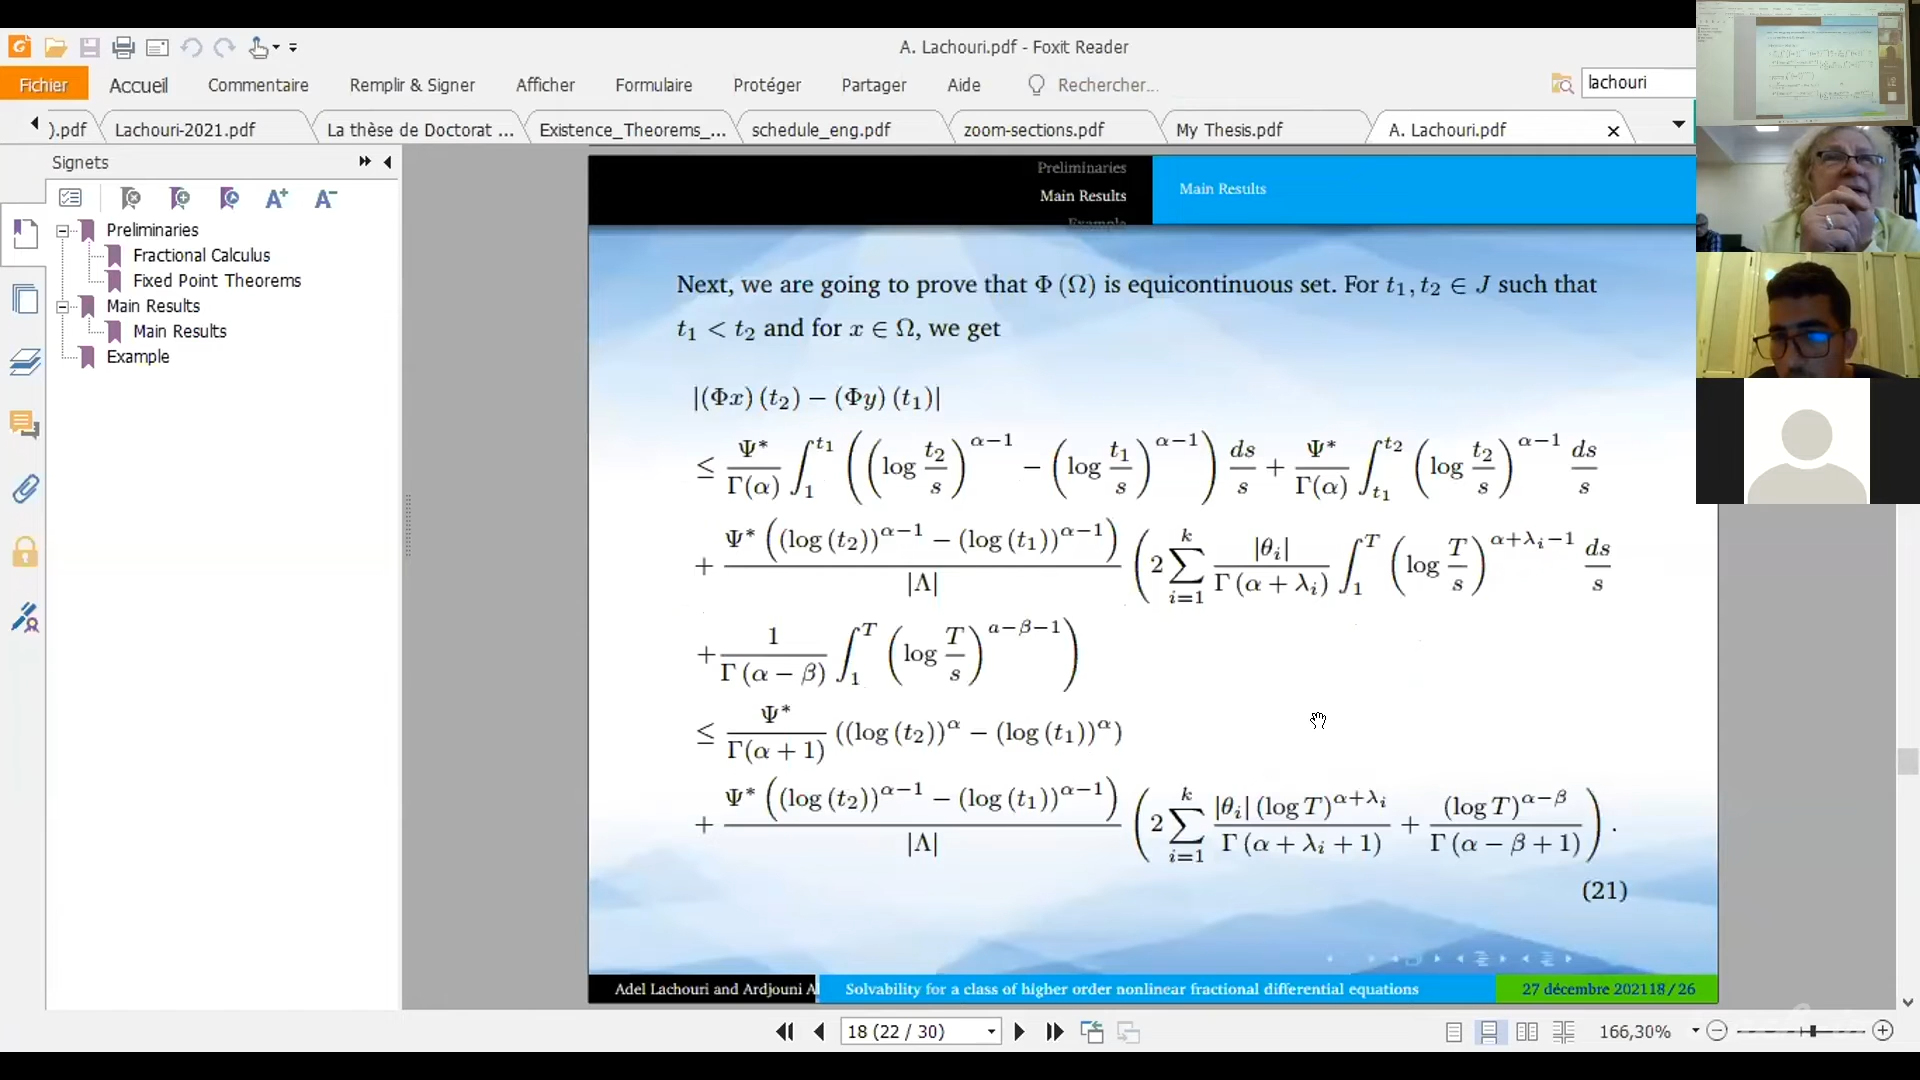 A. Lachouri.pdf - Foxit Reader
Fichier Accueil Commentaire Remplir & Signer Afficher Formulaire Protéger Partager Aide Rechercher... lachouri
).pdf Lachouri-2021.pdf La thèse de Doctorat ... Existence_Theorems_... schedule_eng.pdf zoom-sections.pdf My Thesis.pdf A. Lachouri.pdf
Signets
Preliminaries
Fractional Calculus
Fixed Point Theorems
Main Results
Main Results
Example
Preliminaries
Main Results
Example
Main Results
Next, we are going to prove that Φ (Ω) is equicontinuous set. For t₁, t₂ ∈ J such that
t₁ < t₂ and for x ∈ Ω, we get
|(Φx) (t₂) − (Φy) (t₁)|
≤ Ψ*/Γ(α) ∫₁^{t₁} ((log t₂/s)^{α−1} − (log t₁/s)^{α−1}) ds/s + Ψ*/Γ(α) ∫_{t₁}^{t₂} (log t₂/s)^{α−1} ds/s
+ Ψ* ((log (t₂))^{α−1} − (log (t₁))^{α−1}) / |Λ| (2 ∑_{i=1}^{k} |θᵢ| / Γ (α + λᵢ) ∫₁^T (log T/s)^{α+λᵢ−1} ds/s
+ 1/Γ (α − β) ∫₁^T (log T/s)^{a−β−1})
≤ Ψ*/Γ(α + 1) ((log (t₂))^α − (log (t₁))^α)
+ Ψ* ((log (t₂))^{α−1} − (log (t₁))^{α−1}) / |Λ| (2 ∑_{i=1}^{k} |θᵢ| (log T)^{α+λᵢ} / Γ (α + λᵢ + 1) + (log T)^{α−β} / Γ (α − β + 1)) .
(21)
Adel Lachouri and Ardjouni A Solvability for a class of higher order nonlinear fractional differential equations 27 décembre 2021 18 / 26
18 (22 / 30) 166,30%